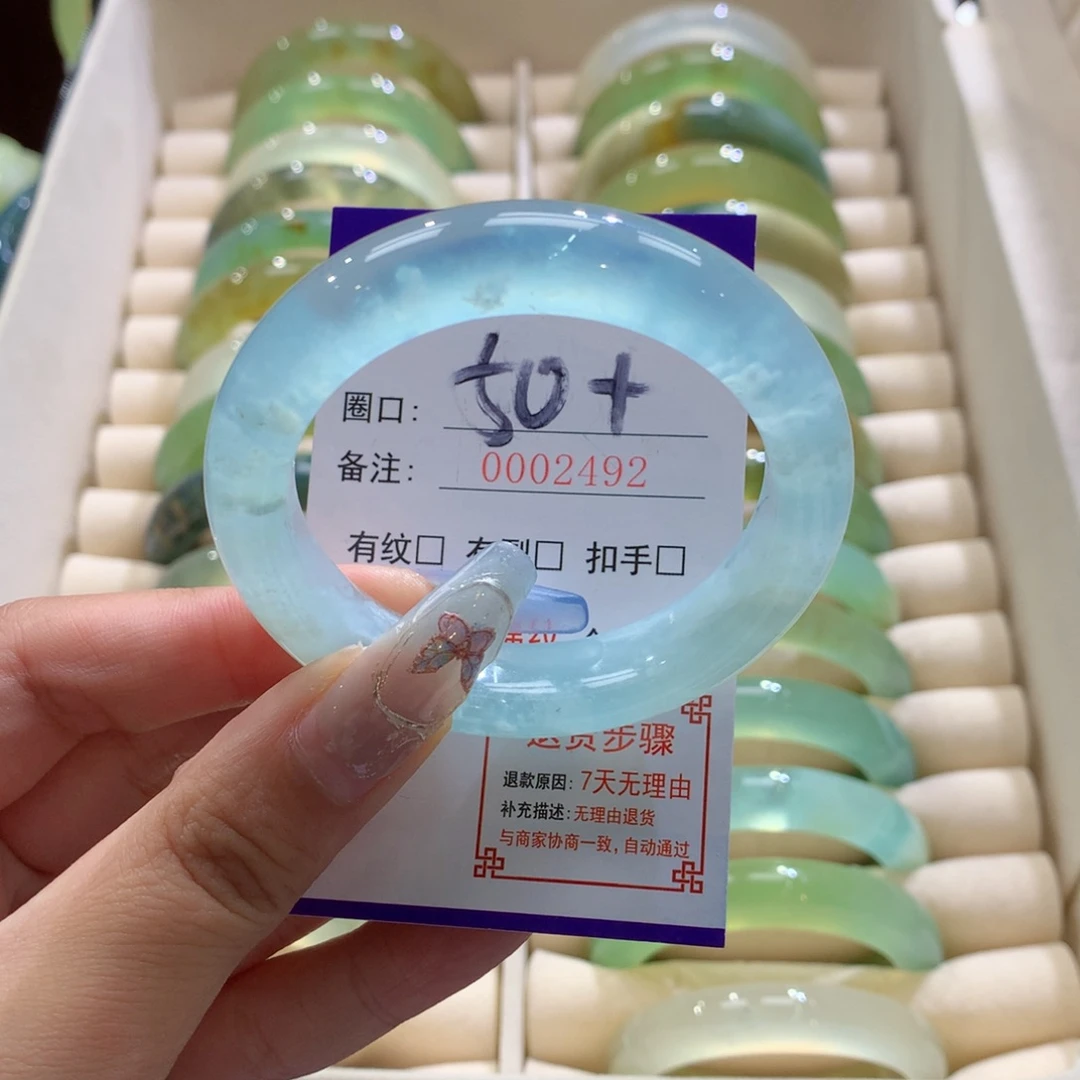 圈口: 50+
备注: 0002492
有纹□ 有□ 扣手□
退货步骤
退款原因: 7天无理由
补充描述:无理由退货
与商家协商一致,自动通过